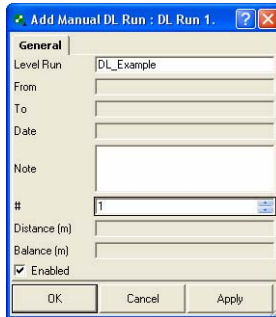 Add Manual DL Run : DL Run 1.
General
Level Run DL_Example
From
To
Date
Note
# 1
Distance (m)
Balance (m)
Enabled
OK Cancel Apply